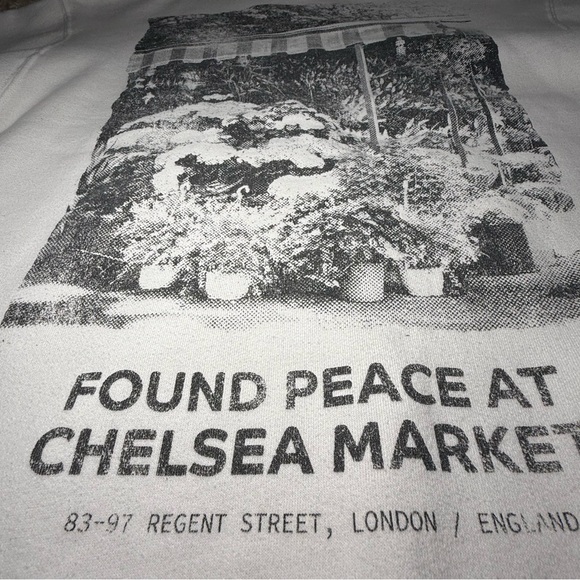 FOUND PEACE AT
CHELSEA MARKET
83-97 REGENT STREET, LONDON / ENGLAND